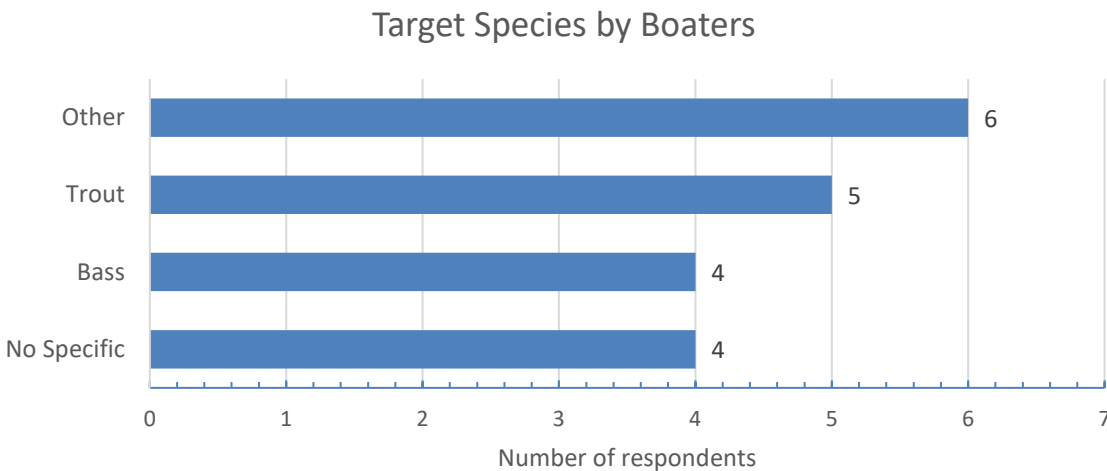 Target Species by Boaters
Other 6
Trout 5
Bass 4
No Specific 4
0 1 2 3 4 5 6 7
Number of respondents